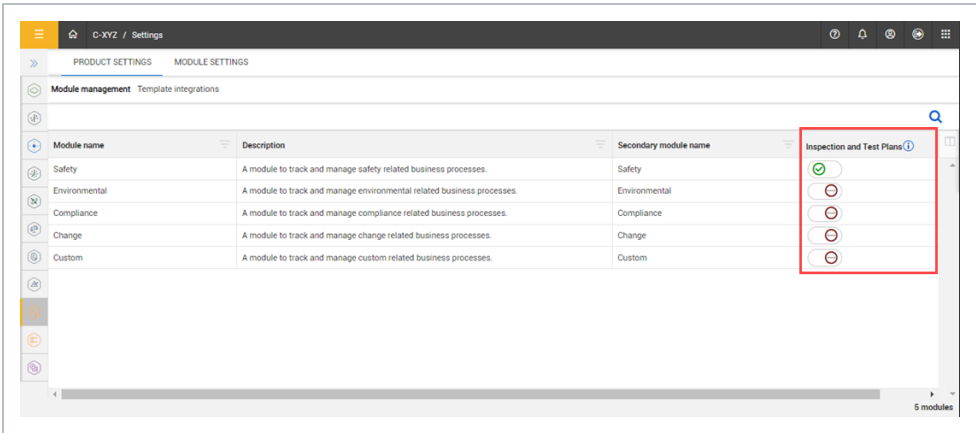 C-XYZ / Settings
PRODUCT SETTINGS MODULE SETTINGS
Module management Template integrations
Module name Description Secondary module name Inspection and Test Plans
Safety A module to track and manage safety related business processes. Safety
Environmental A module to track and manage environmental related business processes. Environmental
Compliance A module to track and manage compliance related business processes. Compliance
Change A module to track and manage change related business processes. Change
Custom A module to track and manage custom related business processes. Custom
5 modules